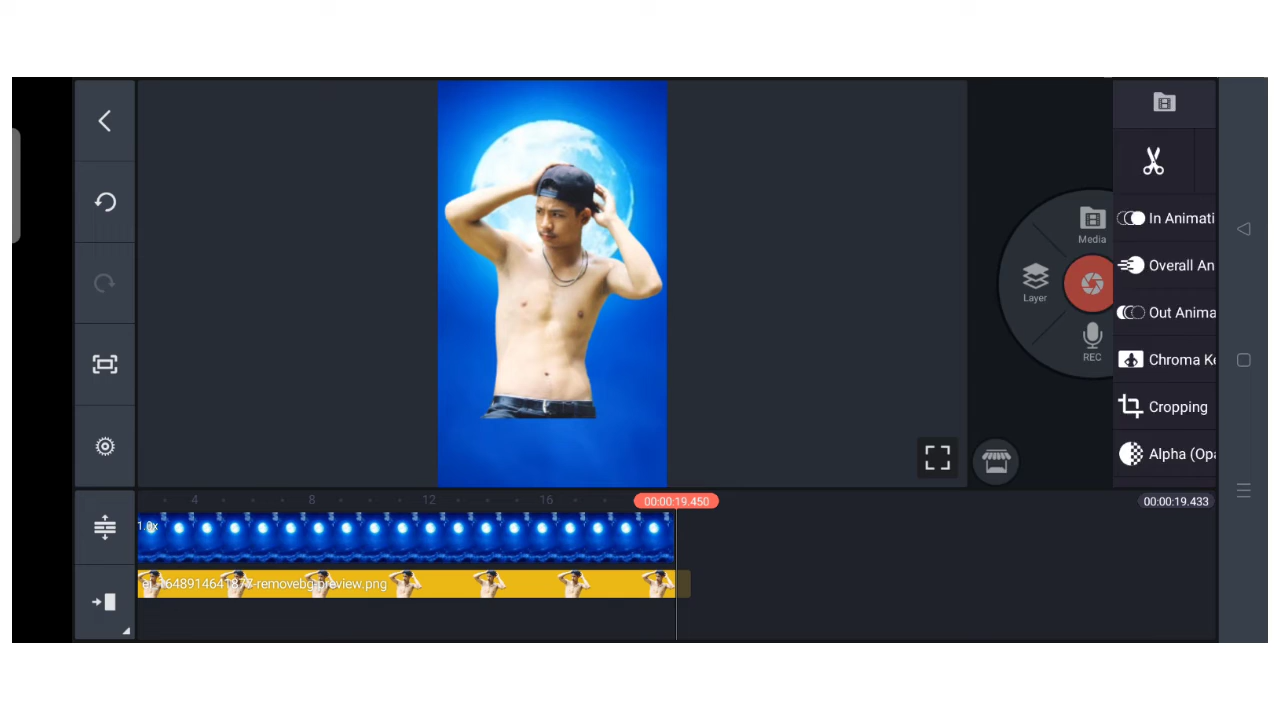 Media
Layer
REC
In Animati
Overall An
Out Anima
Chroma Ke
Cropping
Alpha (Opa
4
8
12
16
00:00:19.450
00:00:19.433
1.0x
removebg-preview.png